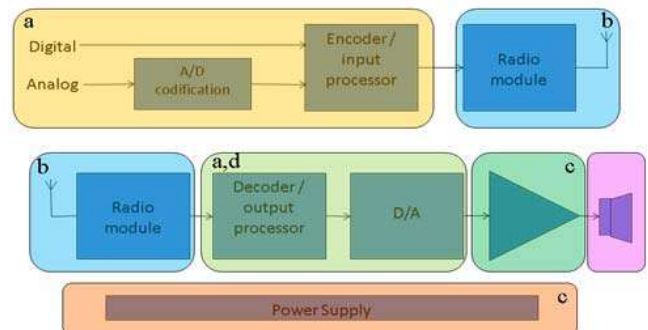 a
Digital
Analog
A/D
codification
Encoder/
input
processor
b
Radio
module
b
Radio
module
a,d
Decoder/
output
processor
D/A
c
Power Supply
c